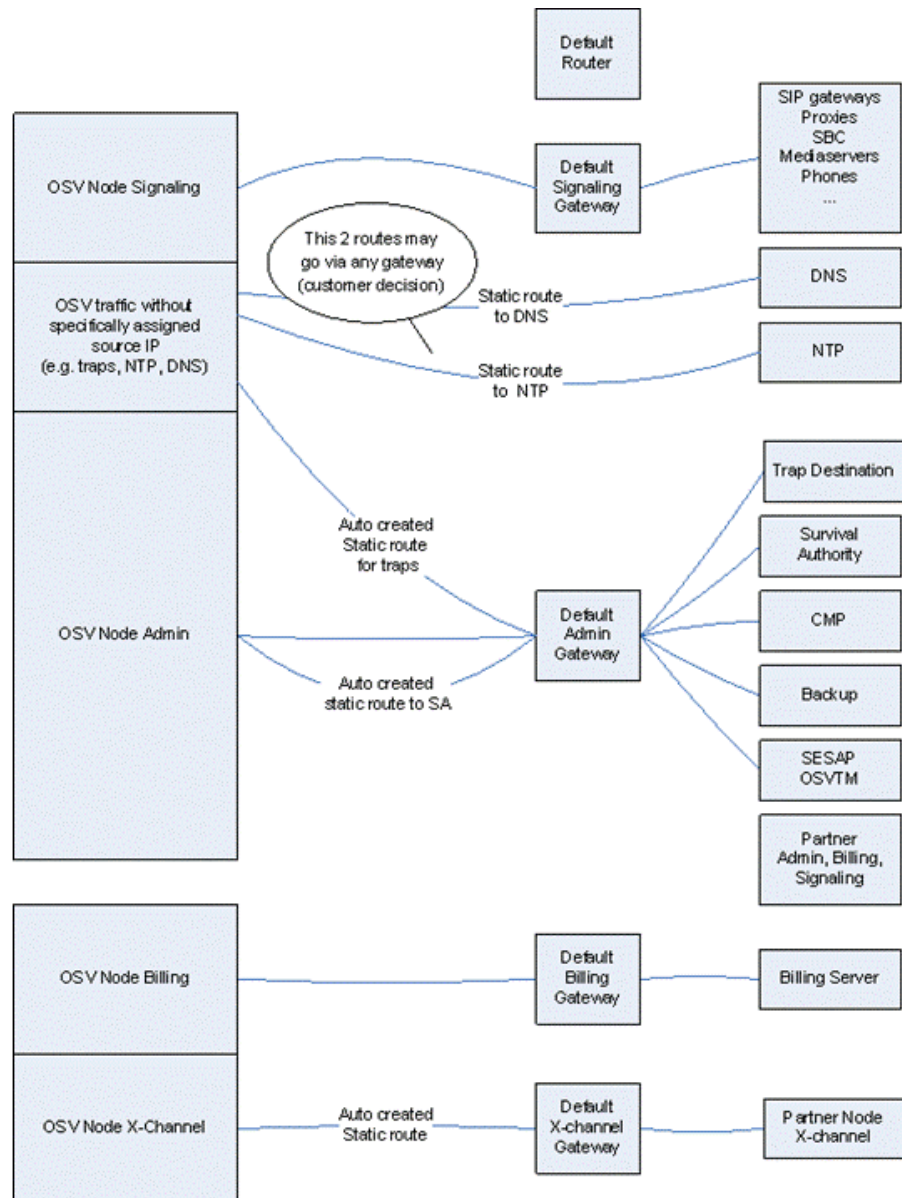 Default
Router
SIP gateways
Proxies
SBC
Mediaservers
Phones
...
OSV Node Signaling
Default
Signaling
Gateway
This 2 routes may
go via any gateway
(customer decision)
OSV traffic without
specifically assigned
source IP
(e.g. traps, NTP, DNS)
Static route
to DNS
DNS
Static route
to NTP
NTP
Trap Destination
Auto created
Static route
for traps
Survival
Authority
OSV Node Admin
Default
Admin
Gateway
CMP
Auto created
static route to SA
Backup
SESAP
OSVTM
Partner
Admin, Billing,
Signaling
OSV Node Billing
Default
Billing
Gateway
Billing Server
OSV Node X-Channel
Auto created
Static route
Default
X-channel
Gateway
Partner Node
X-channel